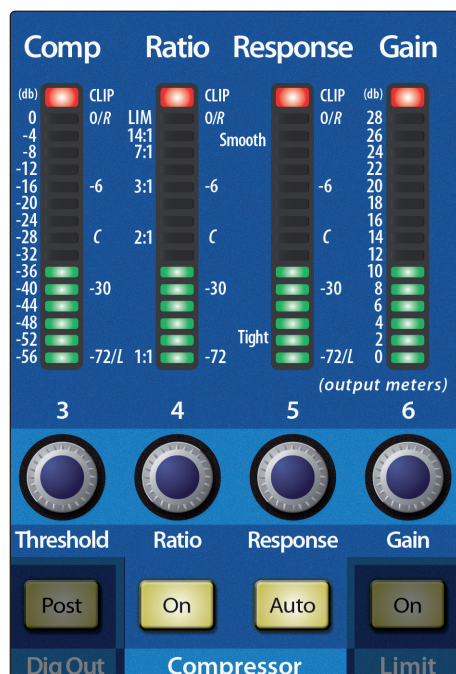 Comp Ratio Response Gain
(db) CLIP CLIP CLIP (db)
0 0/R LIM 0/R 0/R 28
-4 14:1 Smooth 26
-8 7:1 24
-12 22
-16 -6 3:1 -6 -6 20
-20 18
-24 16
-28 C 2:1 C C 14
-32 12
-36 10
-40 -30 -30 -30 8
-44 6
-48 4
-52 Tight 2
-56 -72/L 1:1 -72 -72/L 0
(output meters)
3 4 5 6
Threshold Ratio Response Gain
Post On Auto On
Dig Out Compressor Limit